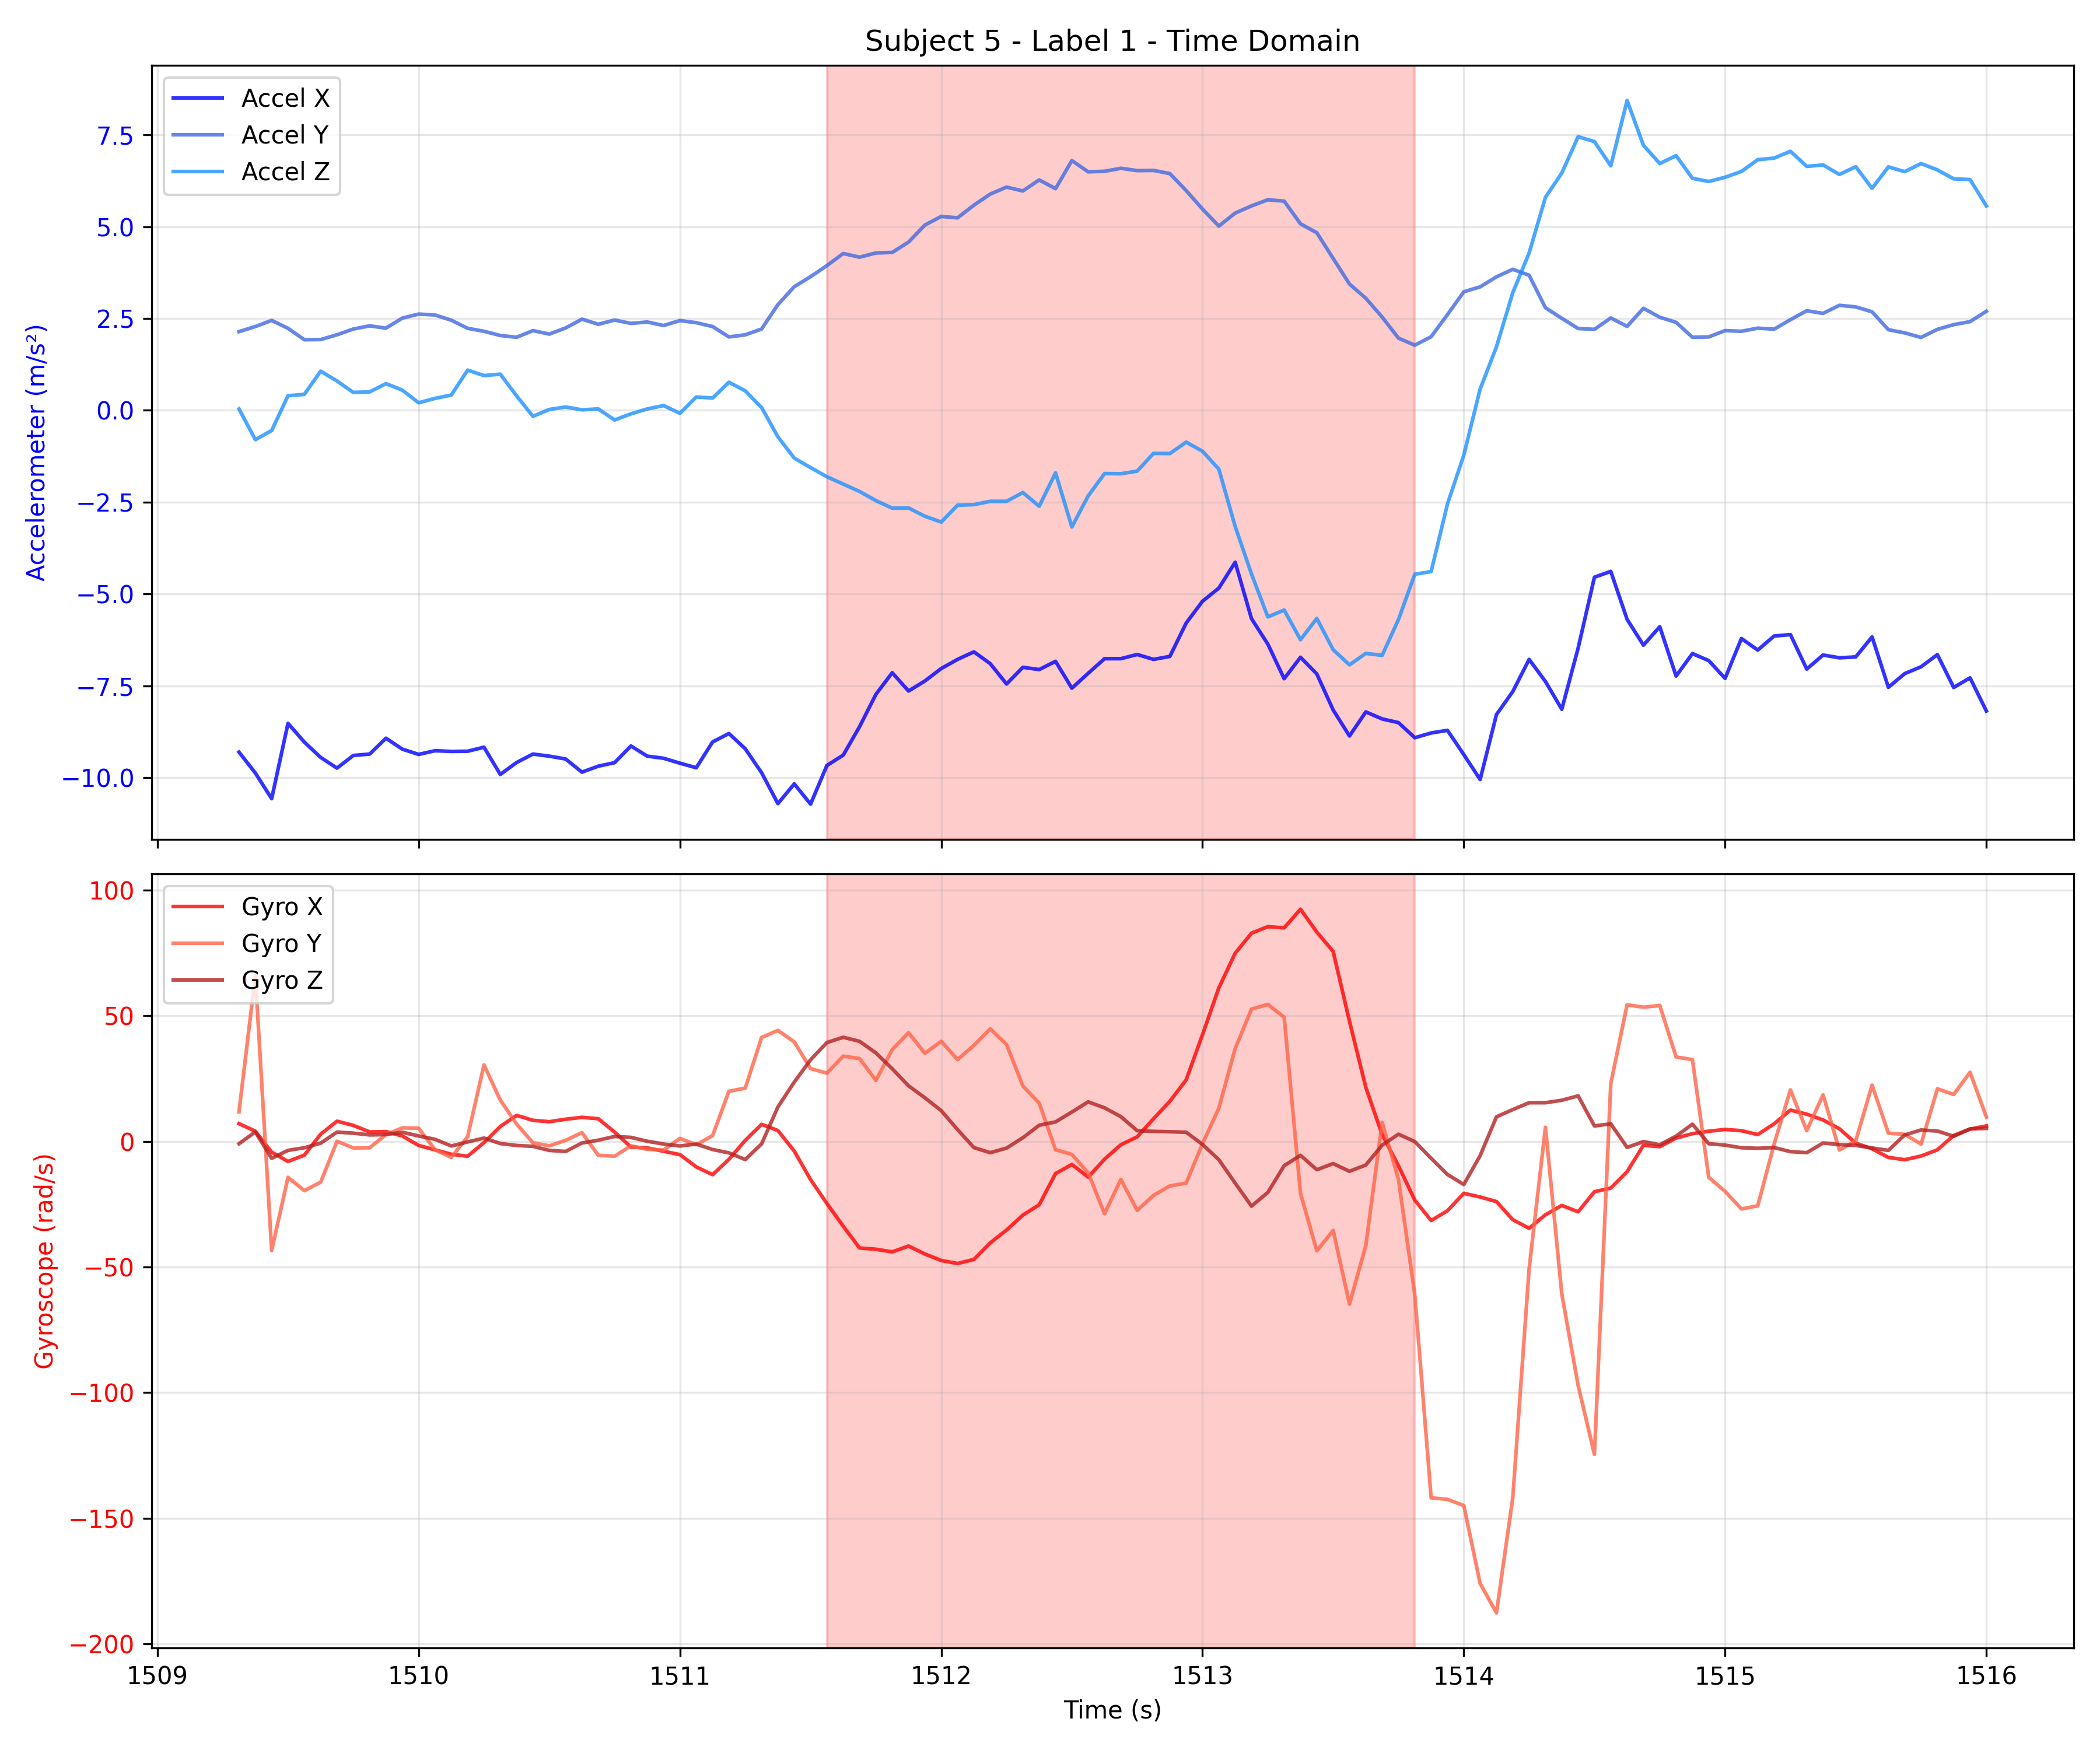 Subject 5 - Label 1 - Time Domain
Accel X
Accel Y
Accel Z
7.5
5.0
2.5
0.0
−2.5
−5.0
−7.5
−10.0
Accelerometer (m/s²)
Gyro X
Gyro Y
Gyro Z
100
50
0
−50
−100
−150
−200
Gyroscope (rad/s)
1509 1510 1511 1512 1513 1514 1515 1516
Time (s)